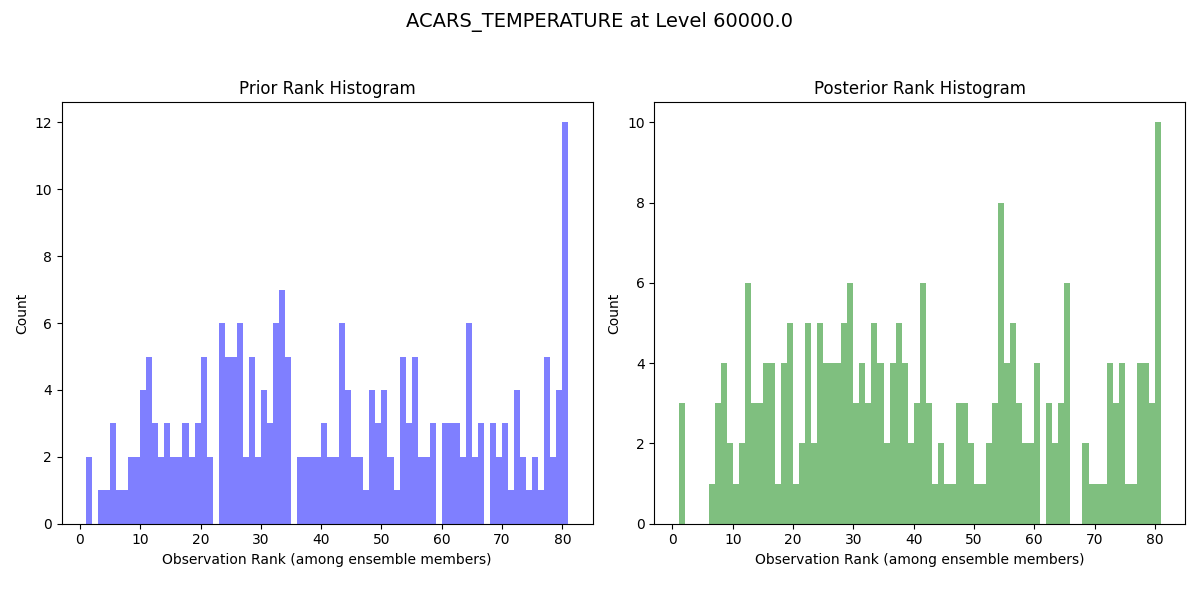 ACARS_TEMPERATURE at Level 60000.0
Prior Rank Histogram
Count
12
10
8
6
4
2
0
0 10 20 30 40 50 60 70 80
Observation Rank (among ensemble members)
Posterior Rank Histogram
Count
10
8
6
4
2
0
0 10 20 30 40 50 60 70 80
Observation Rank (among ensemble members)